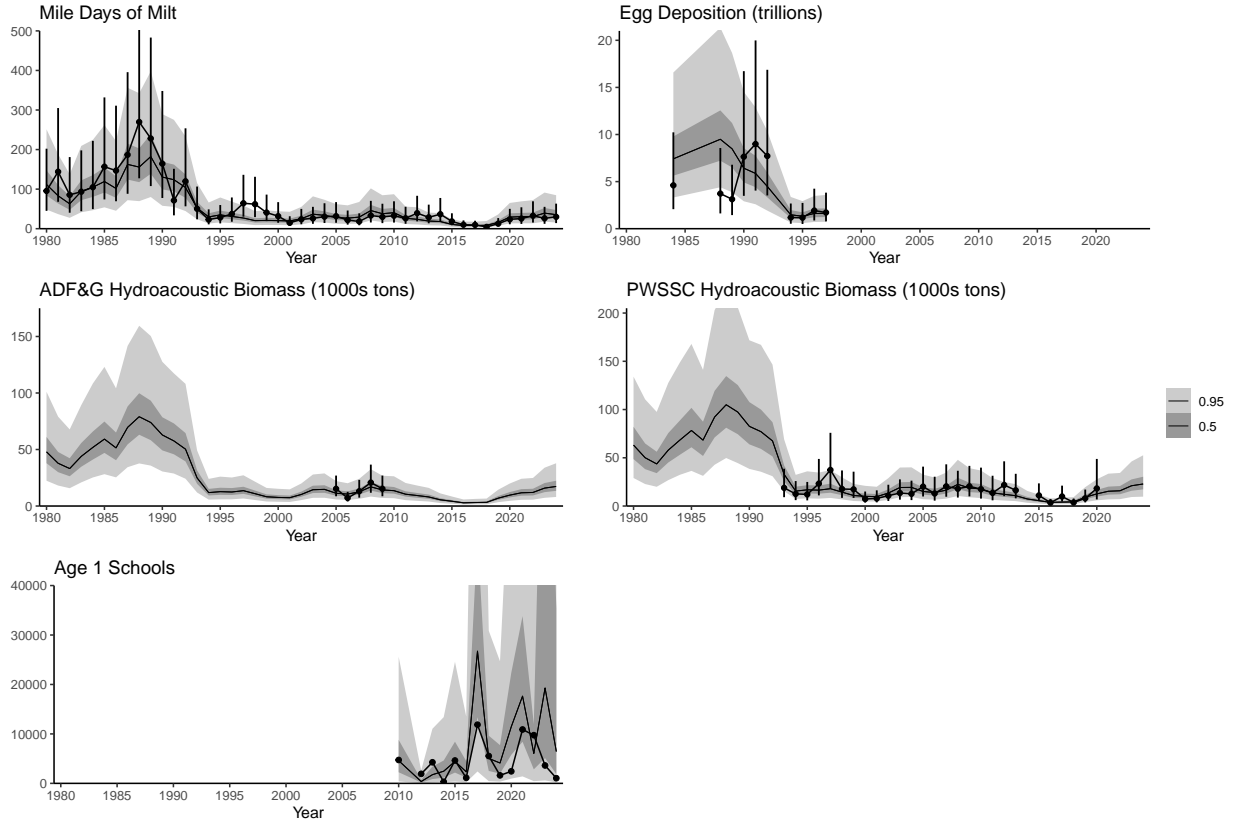 Mile Days of Milt
500
400
300
200
100
0
1980 1985 1990 1995 2000 2005 2010 2015 2020
Year
Egg Deposition (trillions)
20
15
10
5
0
1980 1985 1990 1995 2000 2005 2010 2015 2020
Year
ADF&G Hydroacoustic Biomass (1000s tons)
150
100
50
0
1980 1985 1990 1995 2000 2005 2010 2015 2020
Year
PWSSC Hydroacoustic Biomass (1000s tons)
200
150
100
50
0
1980 1985 1990 1995 2000 2005 2010 2015 2020
Year
0.95
0.5
Age 1 Schools
40000
30000
20000
10000
0
1980 1985 1990 1995 2000 2005 2010 2015 2020
Year